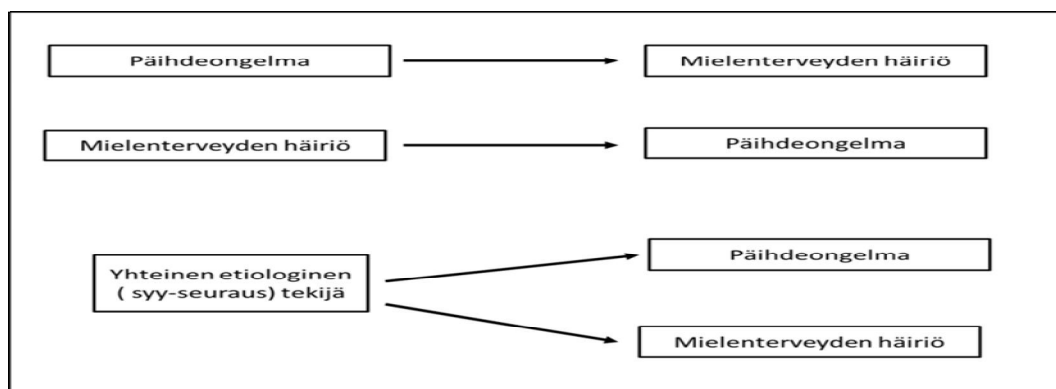 Päihdeongelma
Mielenterveyden häiriö
Mielenterveyden häiriö
Päihdeongelma
Yhteinen etiologinen
( syy-seuraus) tekijä
Päihdeongelma
Mielenterveyden häiriö